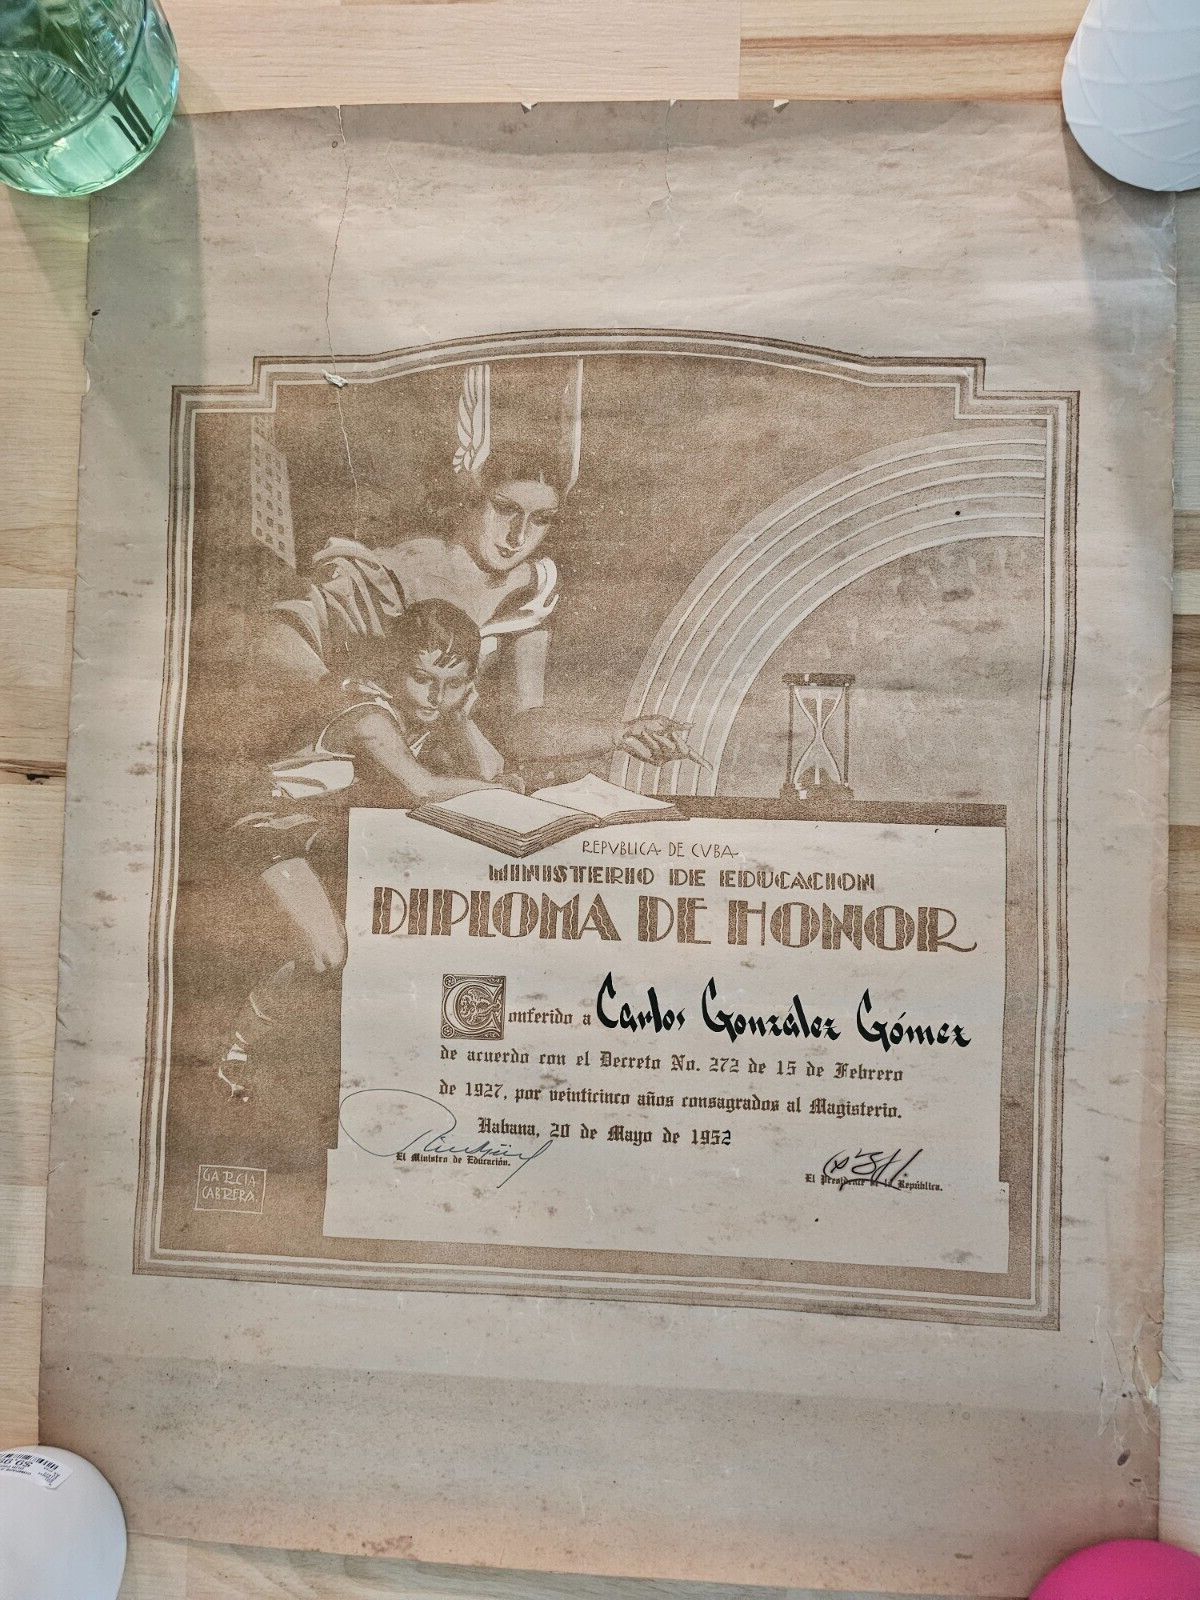 REPVBLICA DE CVBA
MINISTERIO DE EDUCACION
DIPLOMA DE HONOR
Conferido a Carlos González Gómez
de acuerdo con el Decreto No. 272 de 15 de Febrero
de 1927, por veinticinco años consagrados al Magisterio.
Habana, 20 de Mayo de 1952
El Ministro de Educación.
El Presidente de la República.
GARCIA
CABRERA.